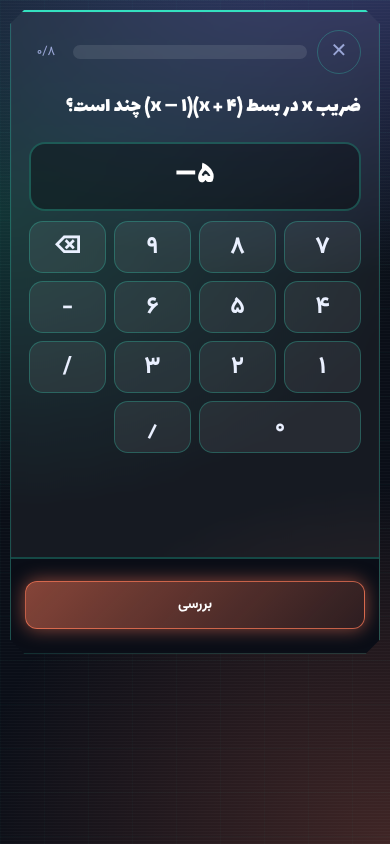 ۰/۸
ضریب x در بسط (x − ۱)(x + ۴) چند است؟
−۵
۷ ۸ ۹
۴ ۵ ۶ -
۱ ۲ ۳ /
۰ ٫
بررسی